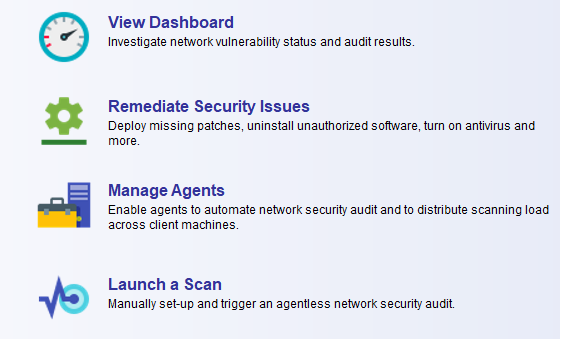 View Dashboard
Investigate network vulnerability status and audit results.
Remediate Security Issues
Deploy missing patches, uninstall unauthorized software, turn on antivirus and
more.
Manage Agents
Enable agents to automate network security audit and to distribute scanning load
across client machines.
Launch a Scan
Manually set-up and trigger an agentless network security audit.